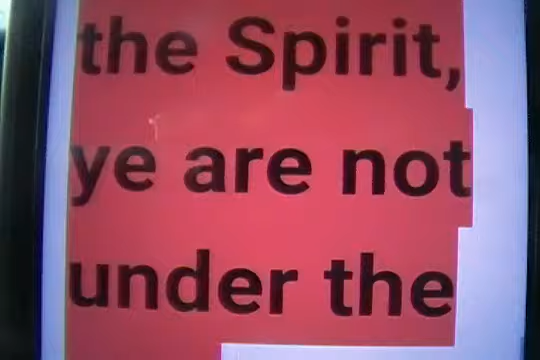 the Spirit,
ye are not
under the